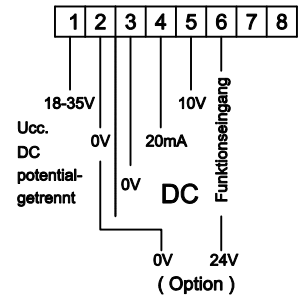 1 2 3 4 5 6 7 8
18-35V
10V
Ucc.
0V
20mA
DC
potential-
getrennt
0V
DC
Funktionseingang
0V
24V
( Option )